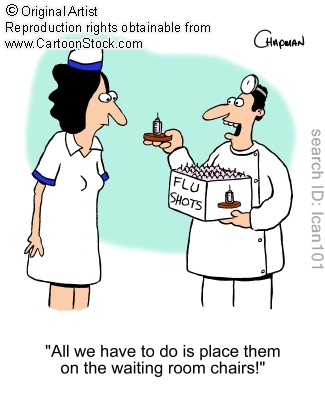 © Original Artist
Reproduction rights obtainable from
www.CartoonStock.com
CHAPMAN
FLU
SHOTS
search ID: lcan101
"All we have to do is place them
on the waiting room chairs!"